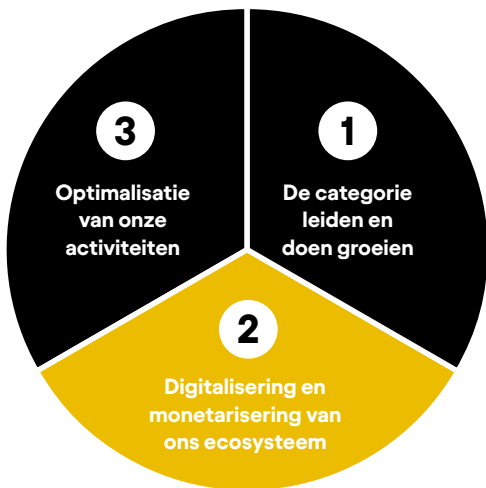 1
De categorie
leiden en
doen groeien
2
Digitalisering en
monetarisering van
ons ecosysteem
3
Optimalisatie
van onze
activiteiten